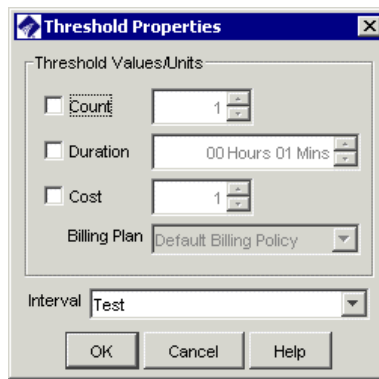 Threshold Properties
Threshold Values/Units
Count 1
Duration 00 Hours 01 Mins
Cost 1
Billing Plan Default Billing Policy
Interval Test
OK Cancel Help